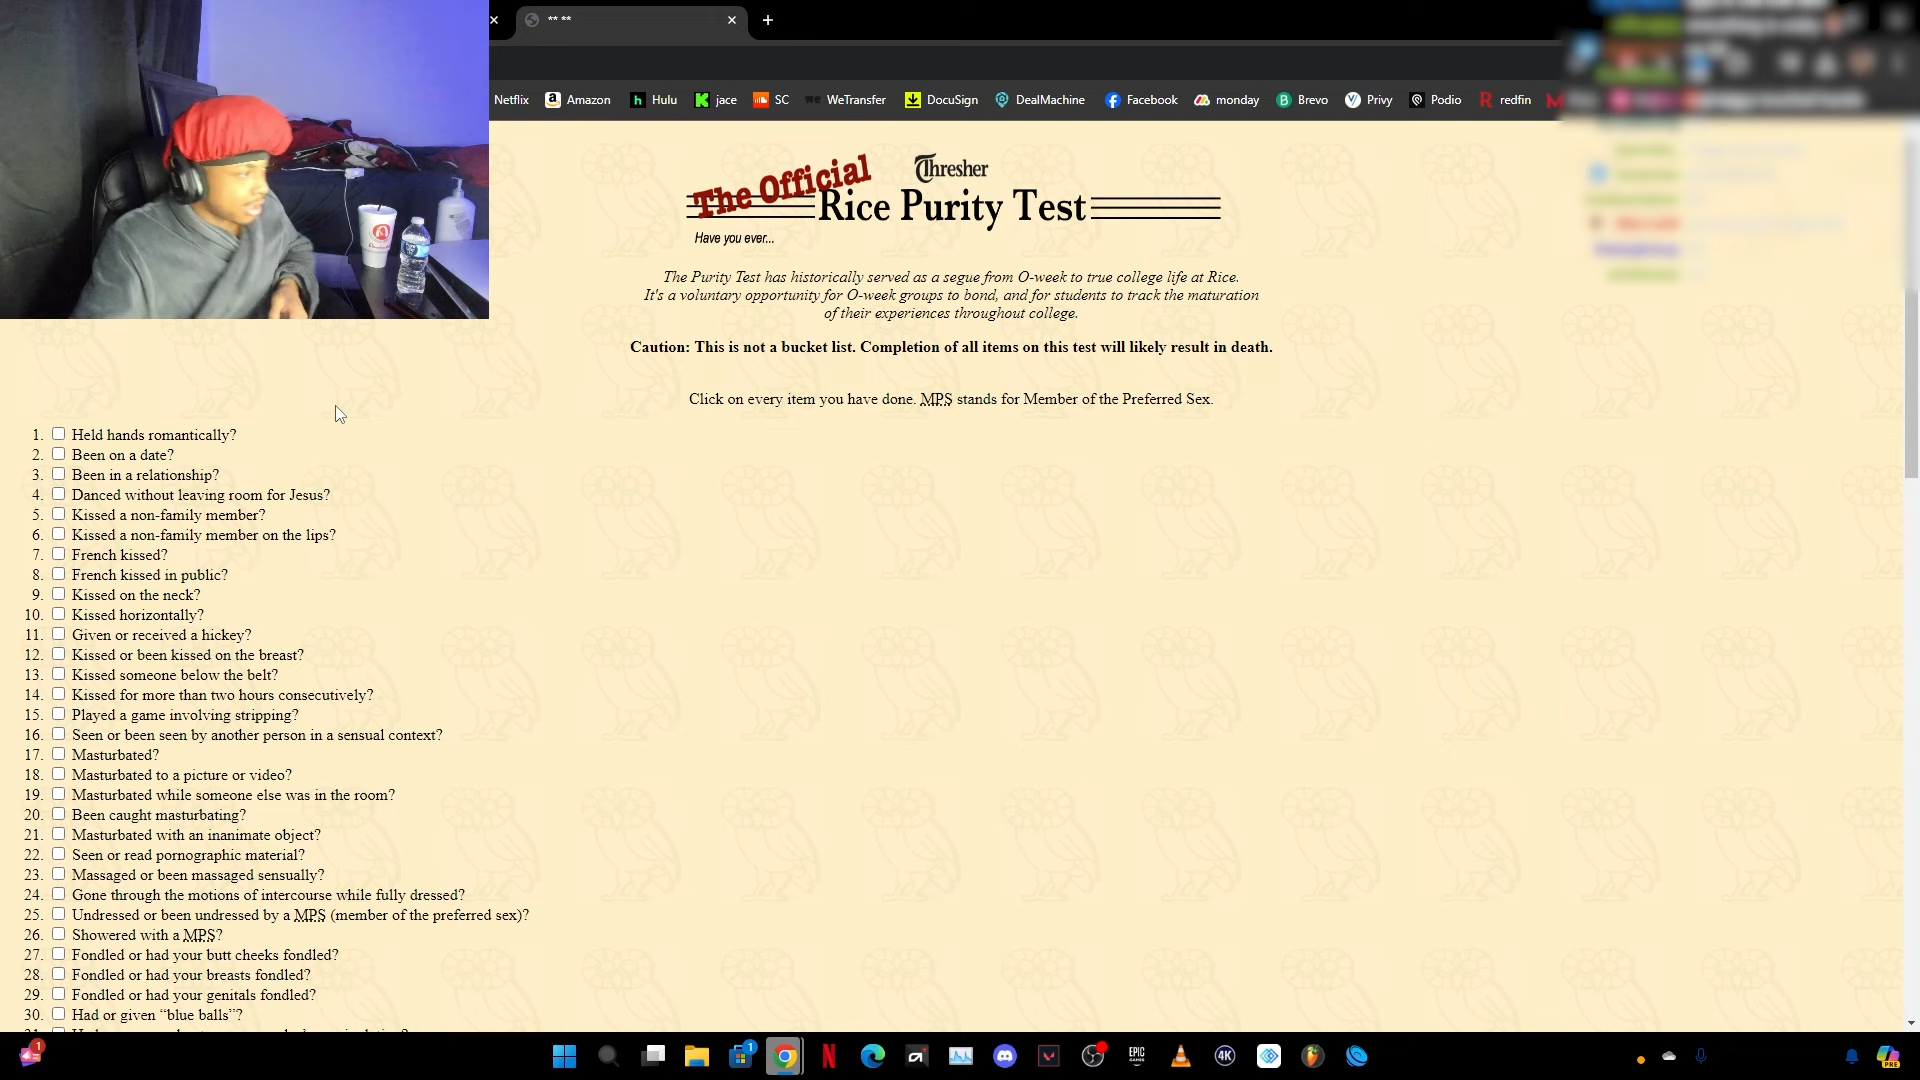 ** **
Netflix
Amazon
Hulu
jace
SC
WeTransfer
DocuSign
DealMachine
Facebook
monday
Brevo
Privy
Podio
redfin
The Official
Thresher
Rice Purity Test
Have you ever...
The Purity Test has historically served as a segue from O-week to true college life at Rice.
It's a voluntary opportunity for O-week groups to bond, and for students to track the maturation
of their experiences throughout college.
Caution: This is not a bucket list. Completion of all items on this test will likely result in death.
Click on every item you have done. MPS stands for Member of the Preferred Sex.
1. Held hands romantically?
2. Been on a date?
3. Been in a relationship?
4. Danced without leaving room for Jesus?
5. Kissed a non-family member?
6. Kissed a non-family member on the lips?
7. French kissed?
8. French kissed in public?
9. Kissed on the neck?
10. Kissed horizontally?
11. Given or received a hickey?
12. Kissed or been kissed on the breast?
13. Kissed someone below the belt?
14. Kissed for more than two hours consecutively?
15. Played a game involving stripping?
16. Seen or been seen by another person in a sensual context?
17. Masturbated?
18. Masturbated to a picture or video?
19. Masturbated while someone else was in the room?
20. Been caught masturbating?
21. Masturbated with an inanimate object?
22. Seen or read pornographic material?
23. Massaged or been massaged sensually?
24. Gone through the motions of intercourse while fully dressed?
25. Undressed or been undressed by a MPS (member of the preferred sex)?
26. Showered with a MPS?
27. Fondled or had your butt cheeks fondled?
28. Fondled or had your breasts fondled?
29. Fondled or had your genitals fondled?
30. Had or given “blue balls”?
1
1
EPIC
GAMES
4K
PRE